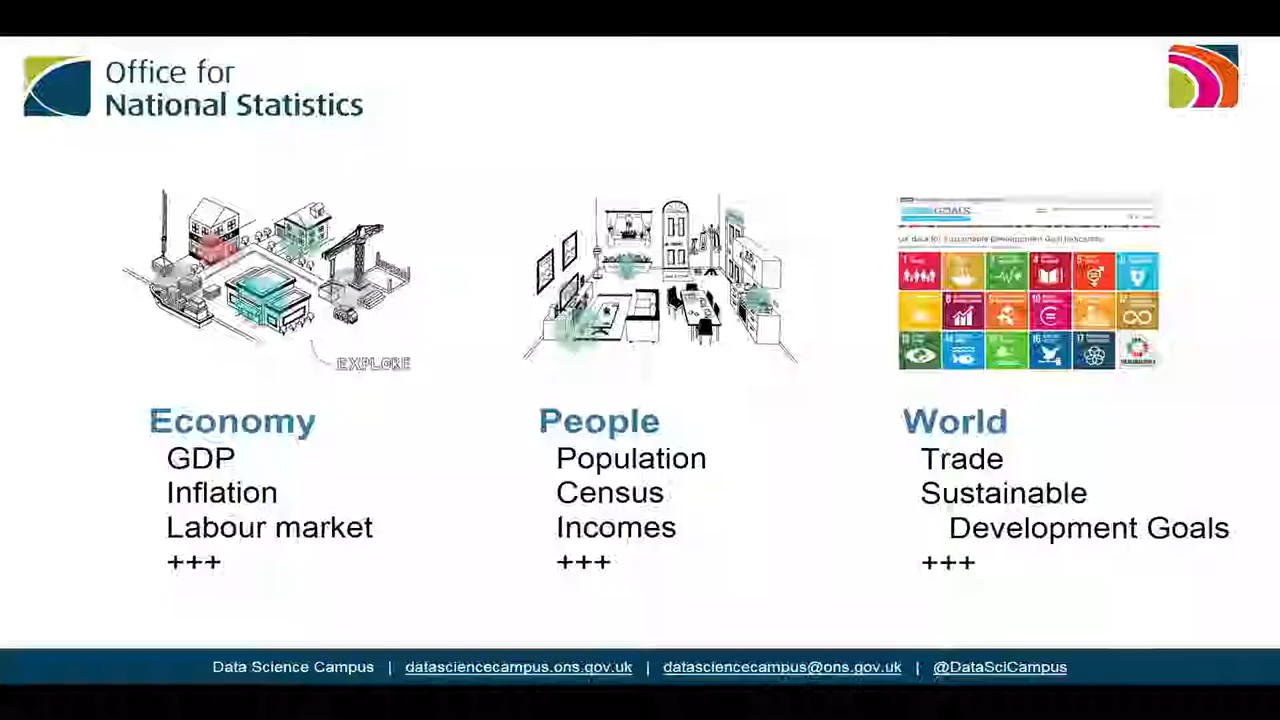 Office for
National Statistics
EXPLORE
GOALS
Economy
GDP
Inflation
Labour market
+++
People
Population
Census
Incomes
+++
World
Trade
Sustainable
Development Goals
+++
Data Science Campus | datasciencecampus.ons.gov.uk | datasciencecampus@ons.gov.uk | @DataSciCampus